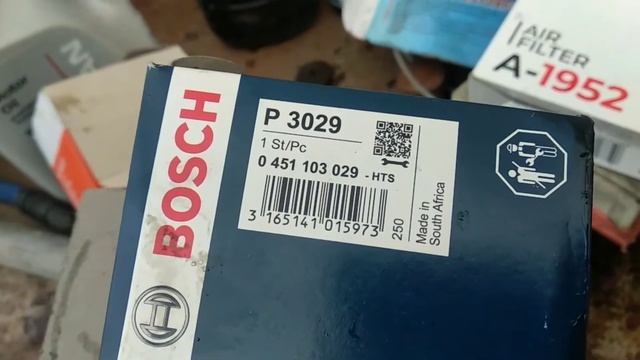 BOSCH
P 3029
1 St/Pc
0 451 103 029 - HTS
3 165141 015973
250
Made in
South Africa
AIR
FILTER
A-1952